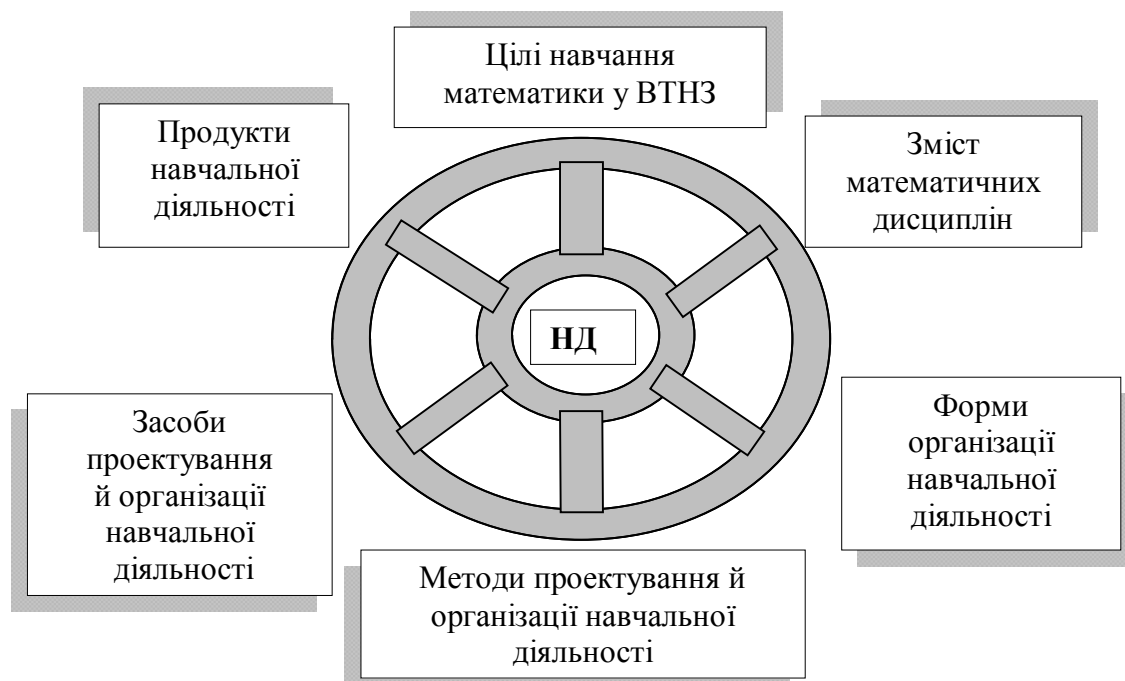 Цілі навчання
математики у ВТНЗ
Продукти
навчальної
діяльності
Зміст
математичних
дисциплін
НД
Засоби
проектування
й організації
навчальної
діяльності
Форми
організації
навчальної
діяльності
Методи проектування й
організації навчальної
діяльності